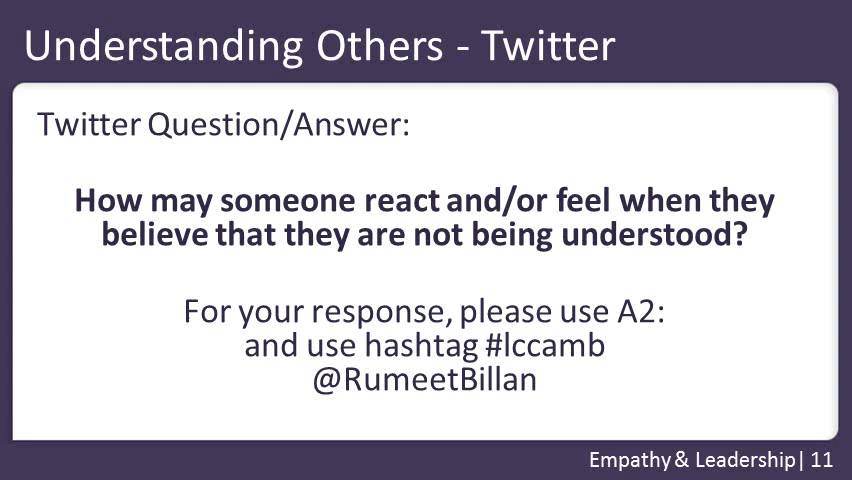 Understanding Others - Twitter
Twitter Question/Answer:
How may someone react and/or feel when they
believe that they are not being understood?
For your response, please use A2:
and use hashtag #lccamb
@RumeetBillan
Empathy & Leadership| 11